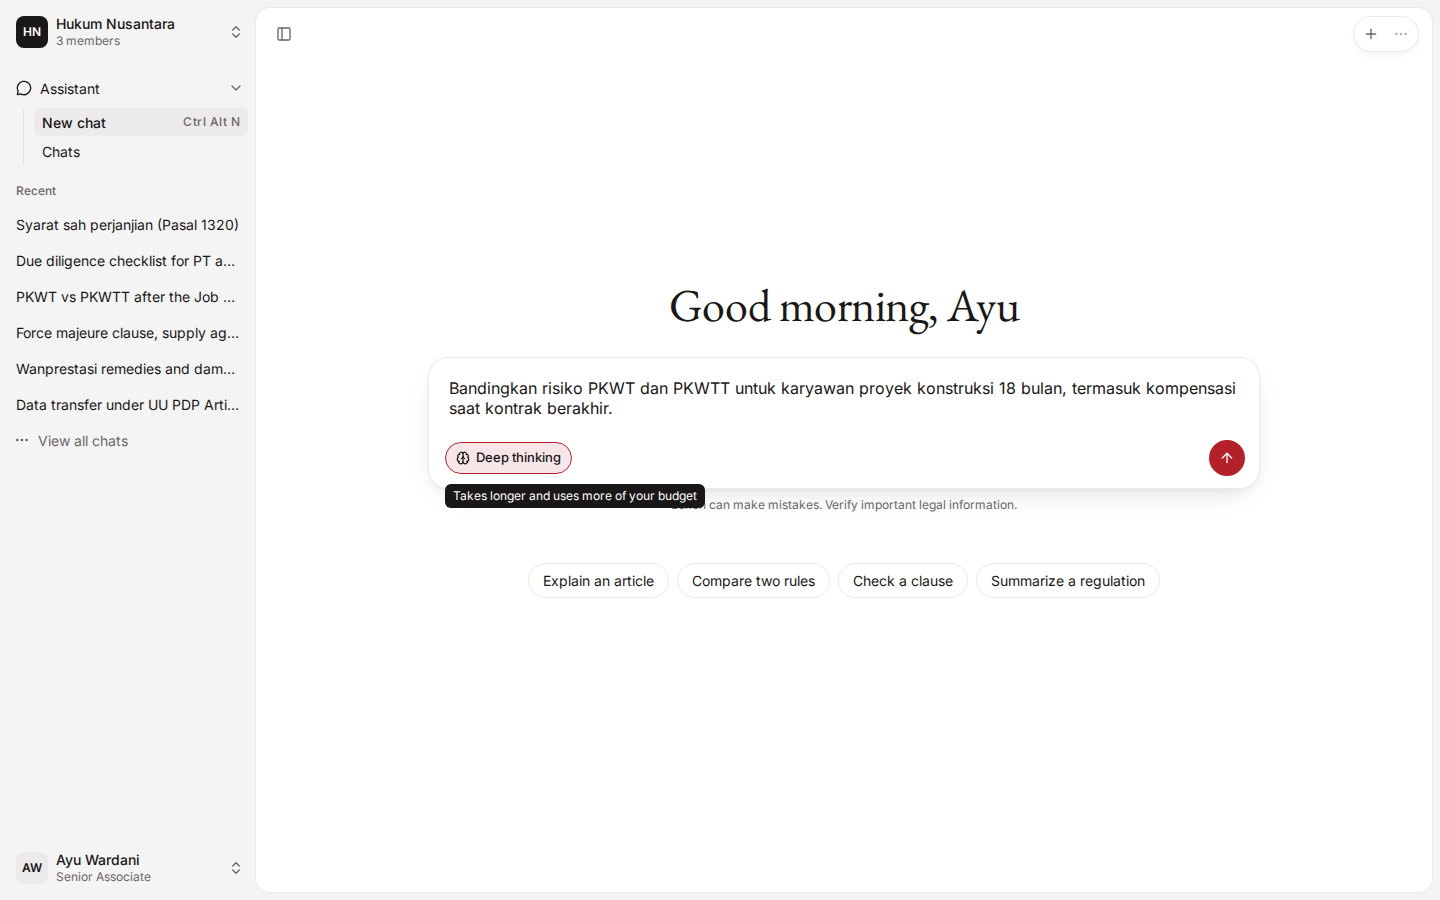 HN
Hukum Nusantara
3 members
Assistant
New chat
Ctrl Alt N
Chats
Recent
Syarat sah perjanjian (Pasal 1320)
Due diligence checklist for PT a...
PKWT vs PKWTT after the Job ...
Force majeure clause, supply ag...
Wanprestasi remedies and dam...
Data transfer under UU PDP Arti...
View all chats
AW
Ayu Wardani
Senior Associate
Good morning, Ayu
Bandingkan risiko PKWT dan PKWTT untuk karyawan proyek konstruksi 18 bulan, termasuk kompensasi
saat kontrak berakhir.
Deep thinking
Takes longer and uses more of your budget
can make mistakes. Verify important legal information.
Explain an article
Compare two rules
Check a clause
Summarize a regulation